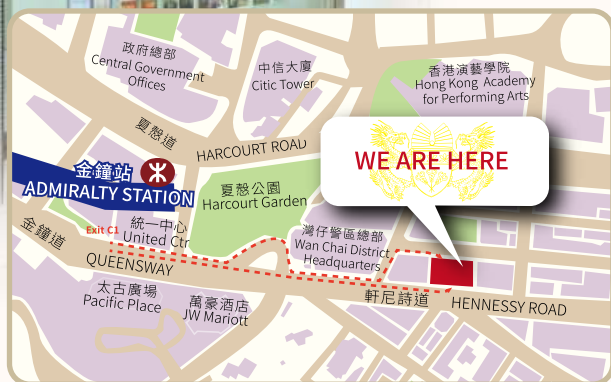 政府總部
Central Government
Offices
中信大廈
Citic Tower
香港演藝學院
Hong Kong Academy
for Performing Arts
夏慤道
HARCOURT ROAD
WE ARE HERE
金鐘站
ADMIRALTY STATION
夏慤公園
Harcourt Garden
金鐘道
Exit C1
統一中心
United Ctr
灣仔警區總部
Wan Chai District
Headquarters
QUEENSWAY
太古廣場
Pacific Place
萬豪酒店
JW Mariott
軒尼詩道
HENNESSY ROAD